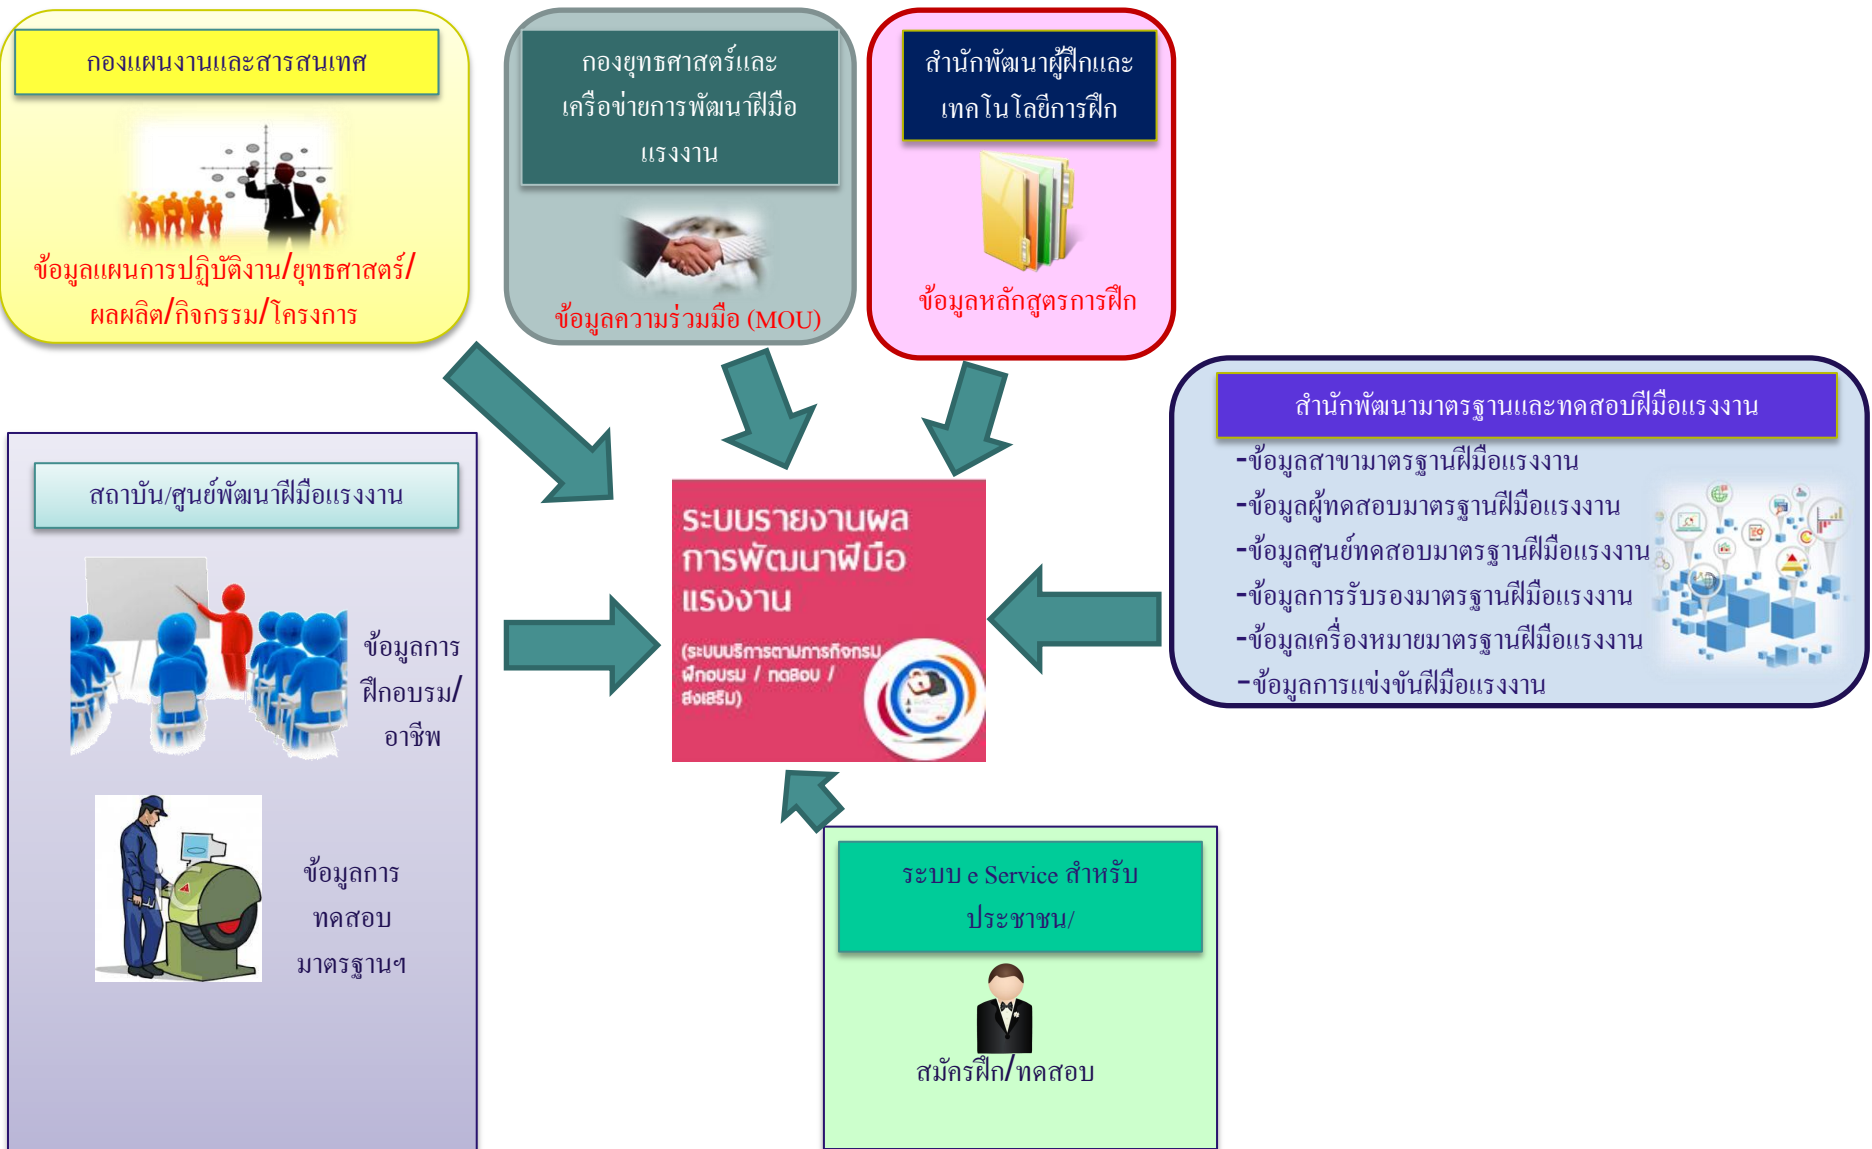 กองแผนงานและสารสนเทศ
ข้อมูลแผนการปฏิบัติงาน/ยุทธศาสตร์/
ผลผลิต/กิจกรรม/โครงการ
กองยุทธศาสตร์และ
เครือข่ายการพัฒนาฝีมือ
แรงงาน
ข้อมูลความร่วมมือ (MOU)
สำนักพัฒนาผู้ฝึกและ
เทคโนโลยีการฝึก
ข้อมูลหลักสูตรการฝึก
สำนักพัฒนามาตรฐานและทดสอบฝีมือแรงงาน
-ข้อมูลสาขามาตรฐานฝีมือแรงงาน
-ข้อมูลผู้ทดสอบมาตรฐานฝีมือแรงงาน
-ข้อมูลศูนย์ทดสอบมาตรฐานฝีมือแรงงาน
-ข้อมูลการรับรองมาตรฐานฝีมือแรงงาน
-ข้อมูลเครื่องหมายมาตรฐานฝีมือแรงงาน
-ข้อมูลการแข่งขันฝีมือแรงงาน
สถาบัน/ศูนย์พัฒนาฝีมือแรงงาน
ข้อมูลการ
ฝึกอบรม/
อาชีพ
ข้อมูลการ
ทดสอบ
มาตรฐานฯ
ระบบรายงานผล
การพัฒนาฝีมือ
แรงงาน
(ระบบบริการตามภารกิจกรม
ฝึกอบรม / ทดสอบ /
ส่งเสริม)
ระบบ e Service สำหรับ
ประชาชน/
สมัครฝึก/ทดสอบ